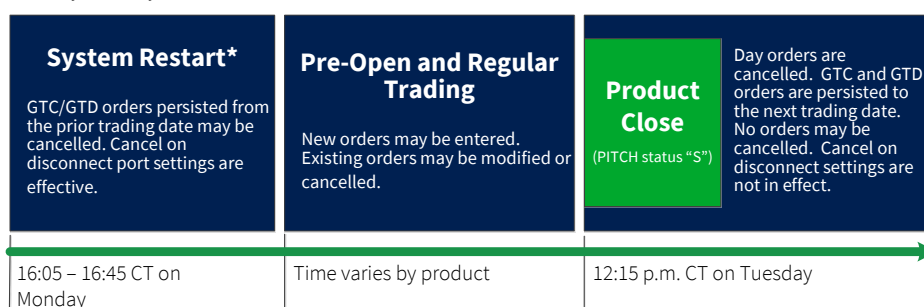 System Restart*
GTC/GTD orders persisted from
the prior trading date may be
cancelled. Cancel on
disconnect port settings are
effective.
Pre-Open and Regular
Trading
New orders may be entered.
Existing orders may be modified or
cancelled.
Product
Close
(PITCH status “S”)
Day orders are
cancelled. GTC and GTD
orders are persisted to
the next trading date.
No orders may be
cancelled. Cancel on
disconnect settings are
not in effect.
16:05 – 16:45 CT on
Monday
Time varies by product
12:15 p.m. CT on Tuesday